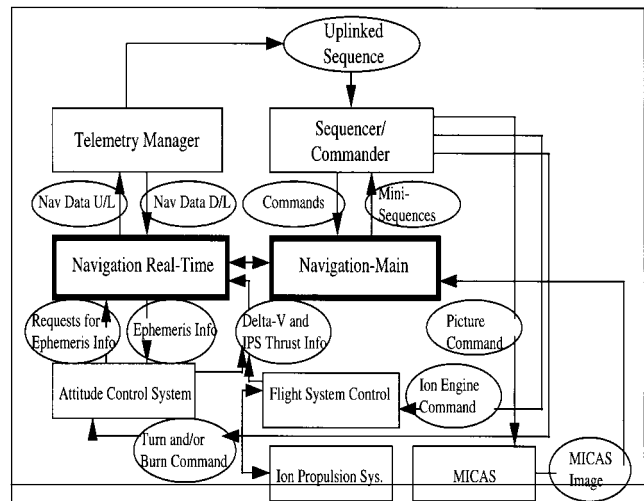 Uplinked
Sequence
Telemetry Manager
Sequencer/
Commander
Nav Data U/L
Nav Data D/L
Commands
Mini-
Sequences
Navigation Real-Time
Navigation-Main
Requests for
Ephemeris Info
Ephemeris Info
Delta-V and
IPS Thrust Info
Picture
Command
Attitude Control System
Flight System Control
Ion Engine
Command
Turn and/or
Burn Command
Ion Propulsion Sys.
MICAS
MICAS
Image